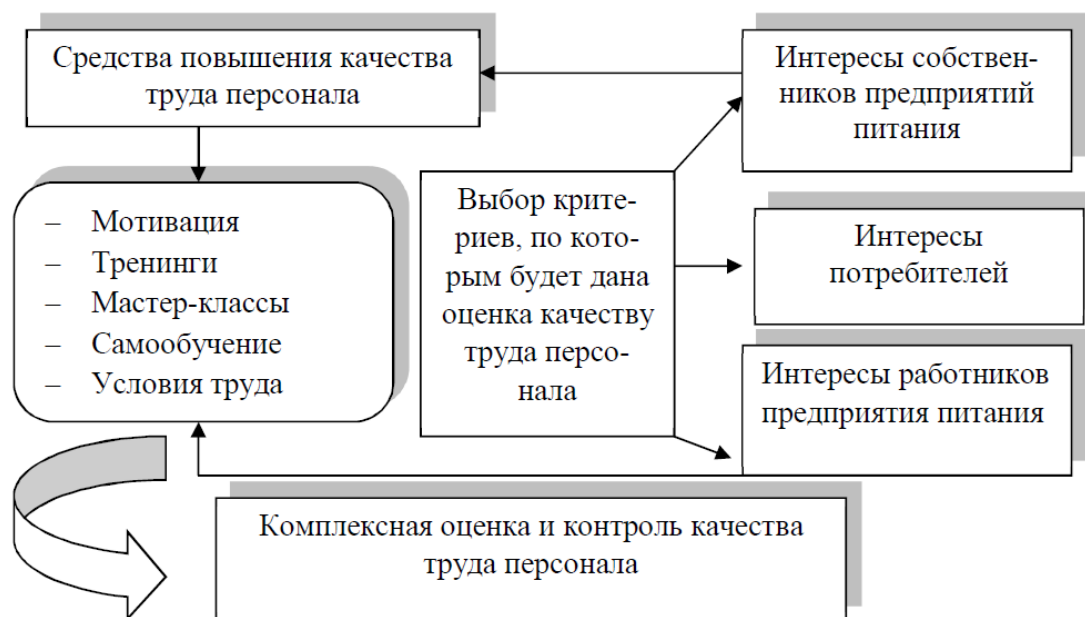 Средства повышения качества
труда персонала
Интересы собствен-
ников предприятий
питания
– Мотивация
– Тренинги
– Мастер-классы
– Самообучение
– Условия труда
Выбор крите-
риев, по кото-
рым будет дана
оценка качеству
труда персо-
нала
Интересы
потребителей
Интересы работников
предприятия питания
Комплексная оценка и контроль качества
труда персонала